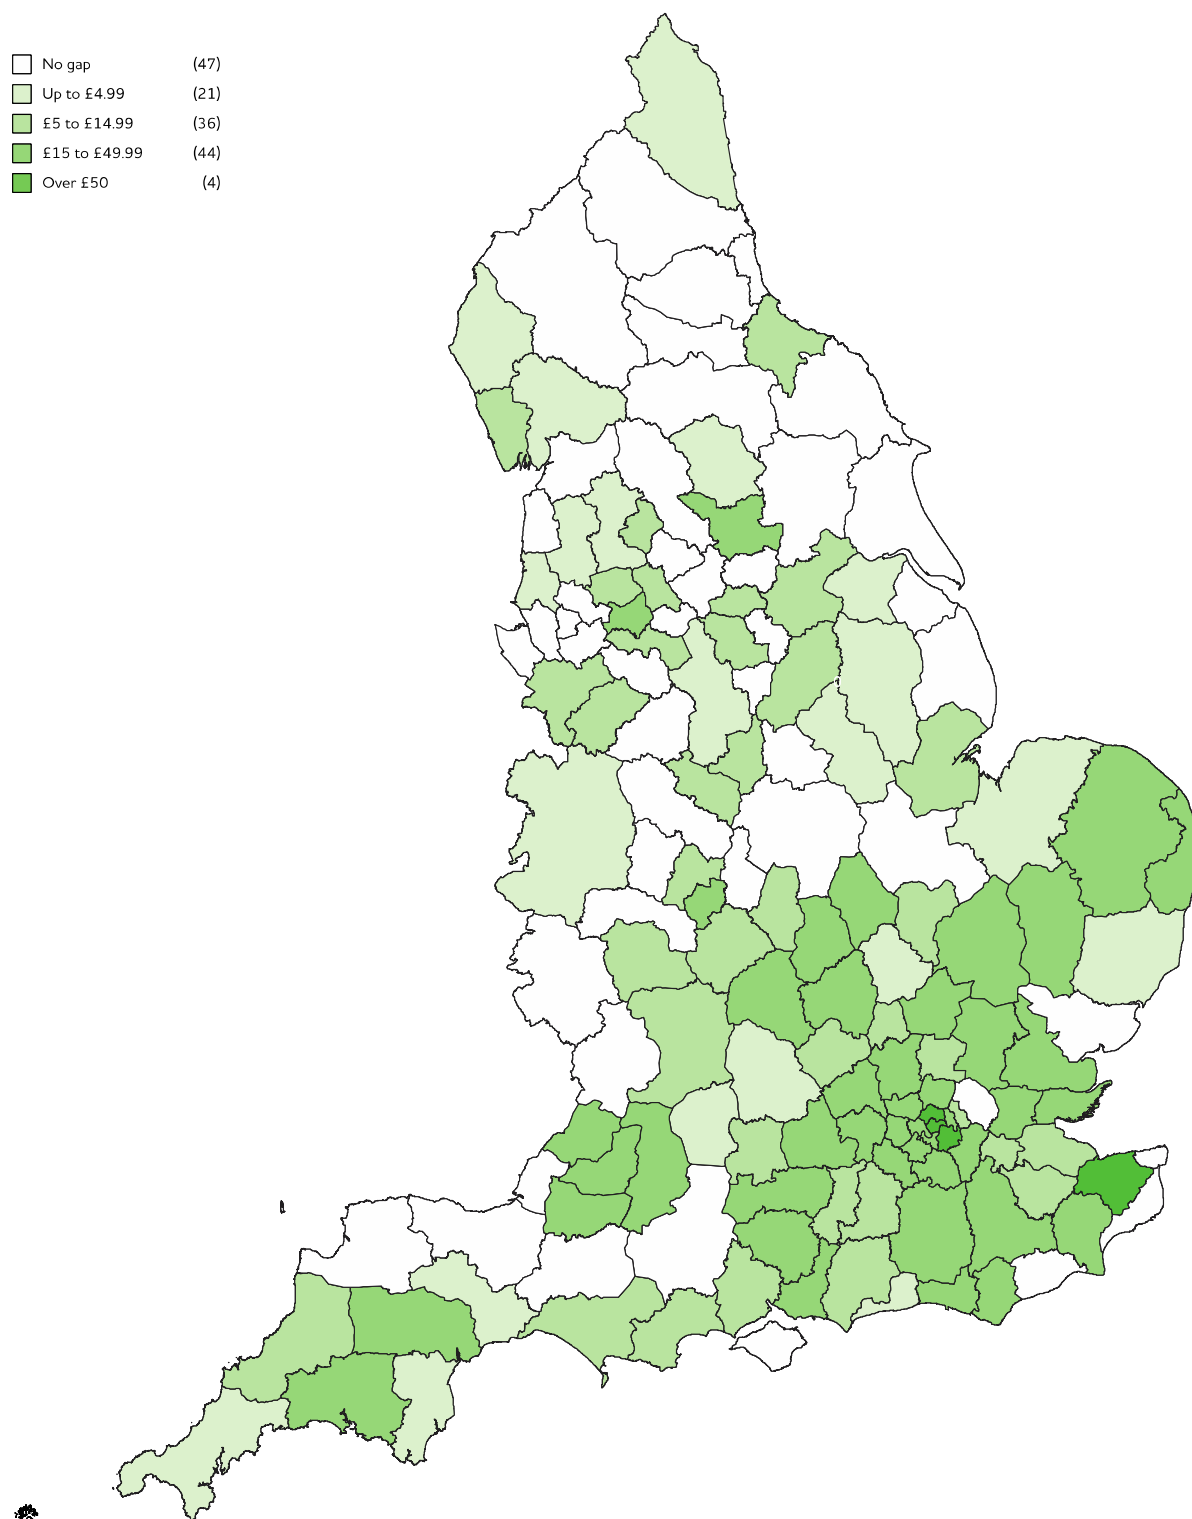 No gap (47)
Up to £4.99 (21)
£5 to £14.99 (36)
£15 to £49.99 (44)
Over £50 (4)